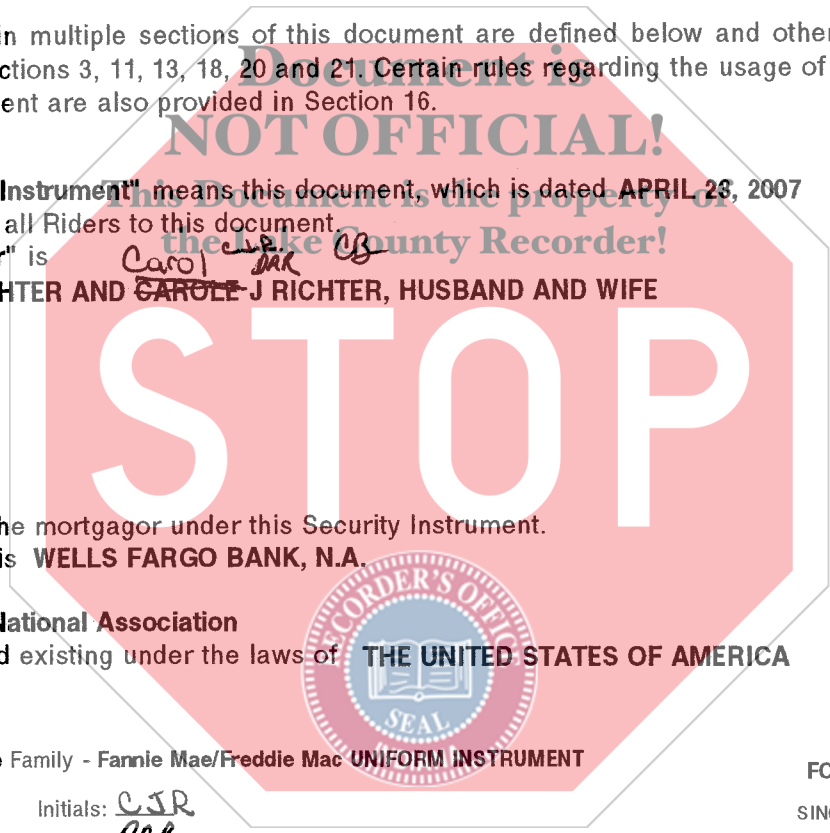 in multiple sections of this document are defined below and other
ctions 3, 11, 13, 18, 20 and 21. Certain rules regarding the usage of
ent are also provided in Section 16.
Document is
NOT OFFICIAL!
This Document is the property of
the Lake County Recorder!
Instrument" means this document, which is dated APRIL 23, 2007
all Riders to this document.
r" is
Carol C.J.R. DAR CB
HTER AND CAROLE J RICHTER, HUSBAND AND WIFE
STOP
he mortgagor under this Security Instrument.
is WELLS FARGO BANK, N.A.
National Association
d existing under the laws of THE UNITED STATES OF AMERICA
RECORDER'S OFFICE
SEAL
INDIANA
e Family - Fannie Mae/Freddie Mac UNIFORM INSTRUMENT
FO
Initials: CJR
SING
DAR